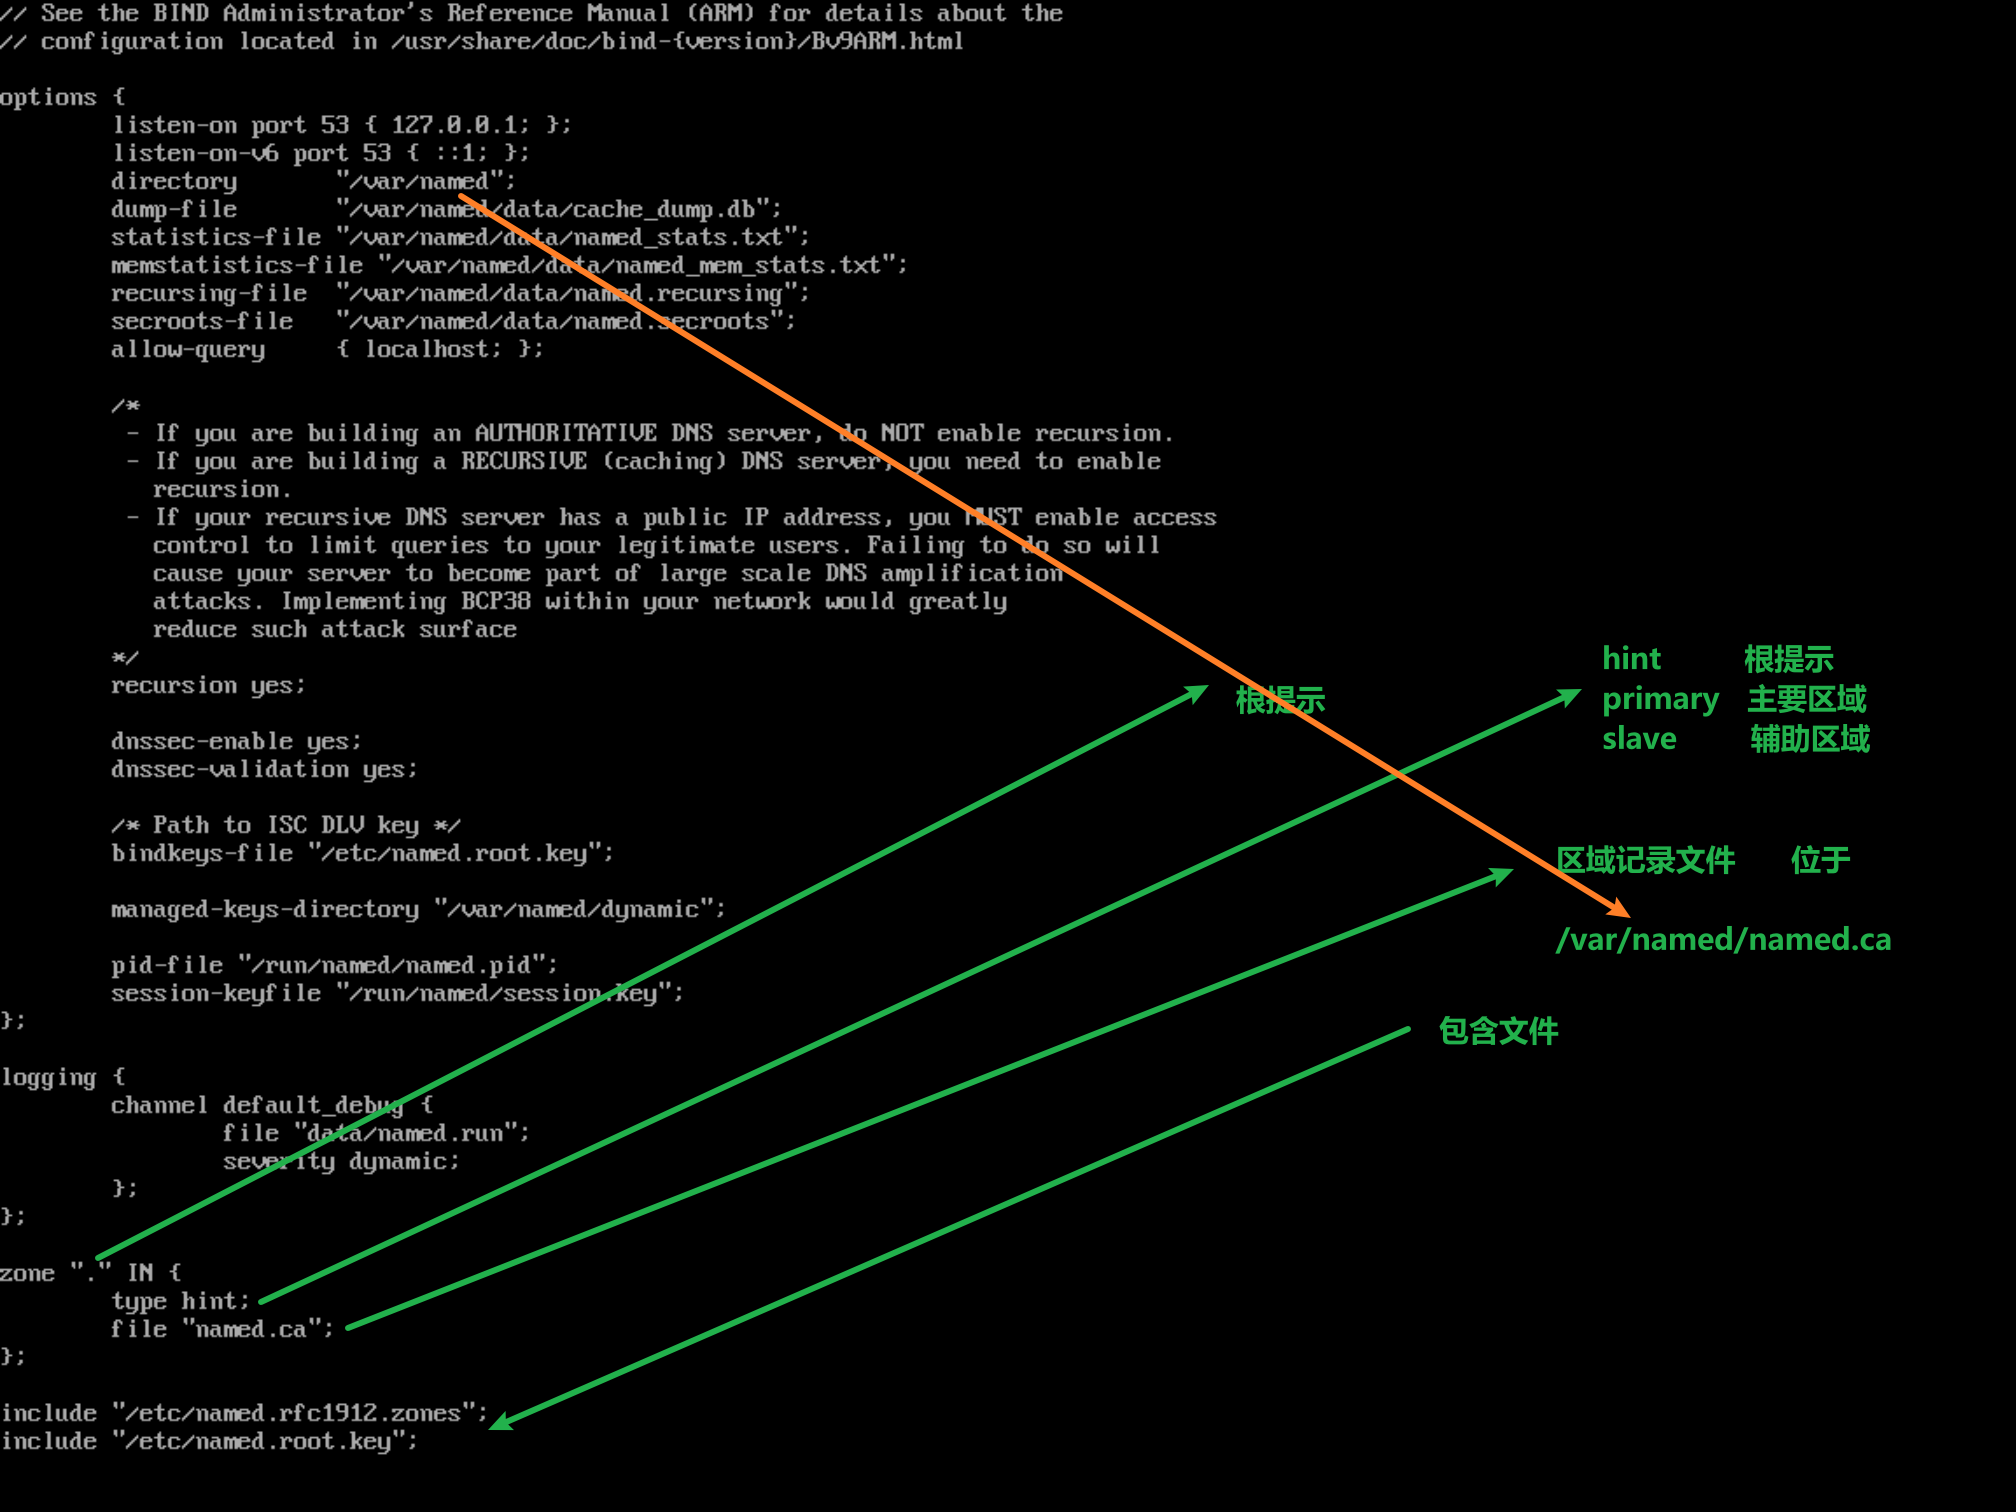 // See the BIND Administrator's Reference Manual (ARM) for details about the
// configuration located in /usr/share/doc/bind-{version}/Bv9ARM.html
options {
listen-on port 53 { 127.0.0.1; };
listen-on-v6 port 53 { ::1; };
directory "/var/named";
dump-file "/var/named/data/cache_dump.db";
statistics-file "/var/named/data/named_stats.txt";
memstatistics-file "/var/named/data/named_mem_stats.txt";
recursing-file "/var/named/data/named.recursing";
secroots-file "/var/named/data/named.secroots";
allow-query { localhost; };
/*
- If you are building an AUTHORITATIVE DNS server, do NOT enable recursion.
- If you are building a RECURSIVE (caching) DNS server, you need to enable
recursion.
- If your recursive DNS server has a public IP address, you MUST enable access
control to limit queries to your legitimate users. Failing to do so will
cause your server to become part of large scale DNS amplification
attacks. Implementing BCP38 within your network would greatly
reduce such attack surface
*/
recursion yes;
dnssec-enable yes;
dnssec-validation yes;
/* Path to ISC DLV key */
bindkeys-file "/etc/named.root.key";
managed-keys-directory "/var/named/dynamic";
pid-file "/run/named/named.pid";
session-keyfile "/run/named/session.key";
};
logging {
channel default_debug {
file "data/named.run";
severity dynamic;
};
};
zone "." IN {
type hint;
file "named.ca";
};
include "/etc/named.rfc1912.zones";
include "/etc/named.root.key";
根提示
hint 根提示
primary 主要区域
slave 辅助区域
区域记录文件 位于
/var/named/named.ca
包含文件